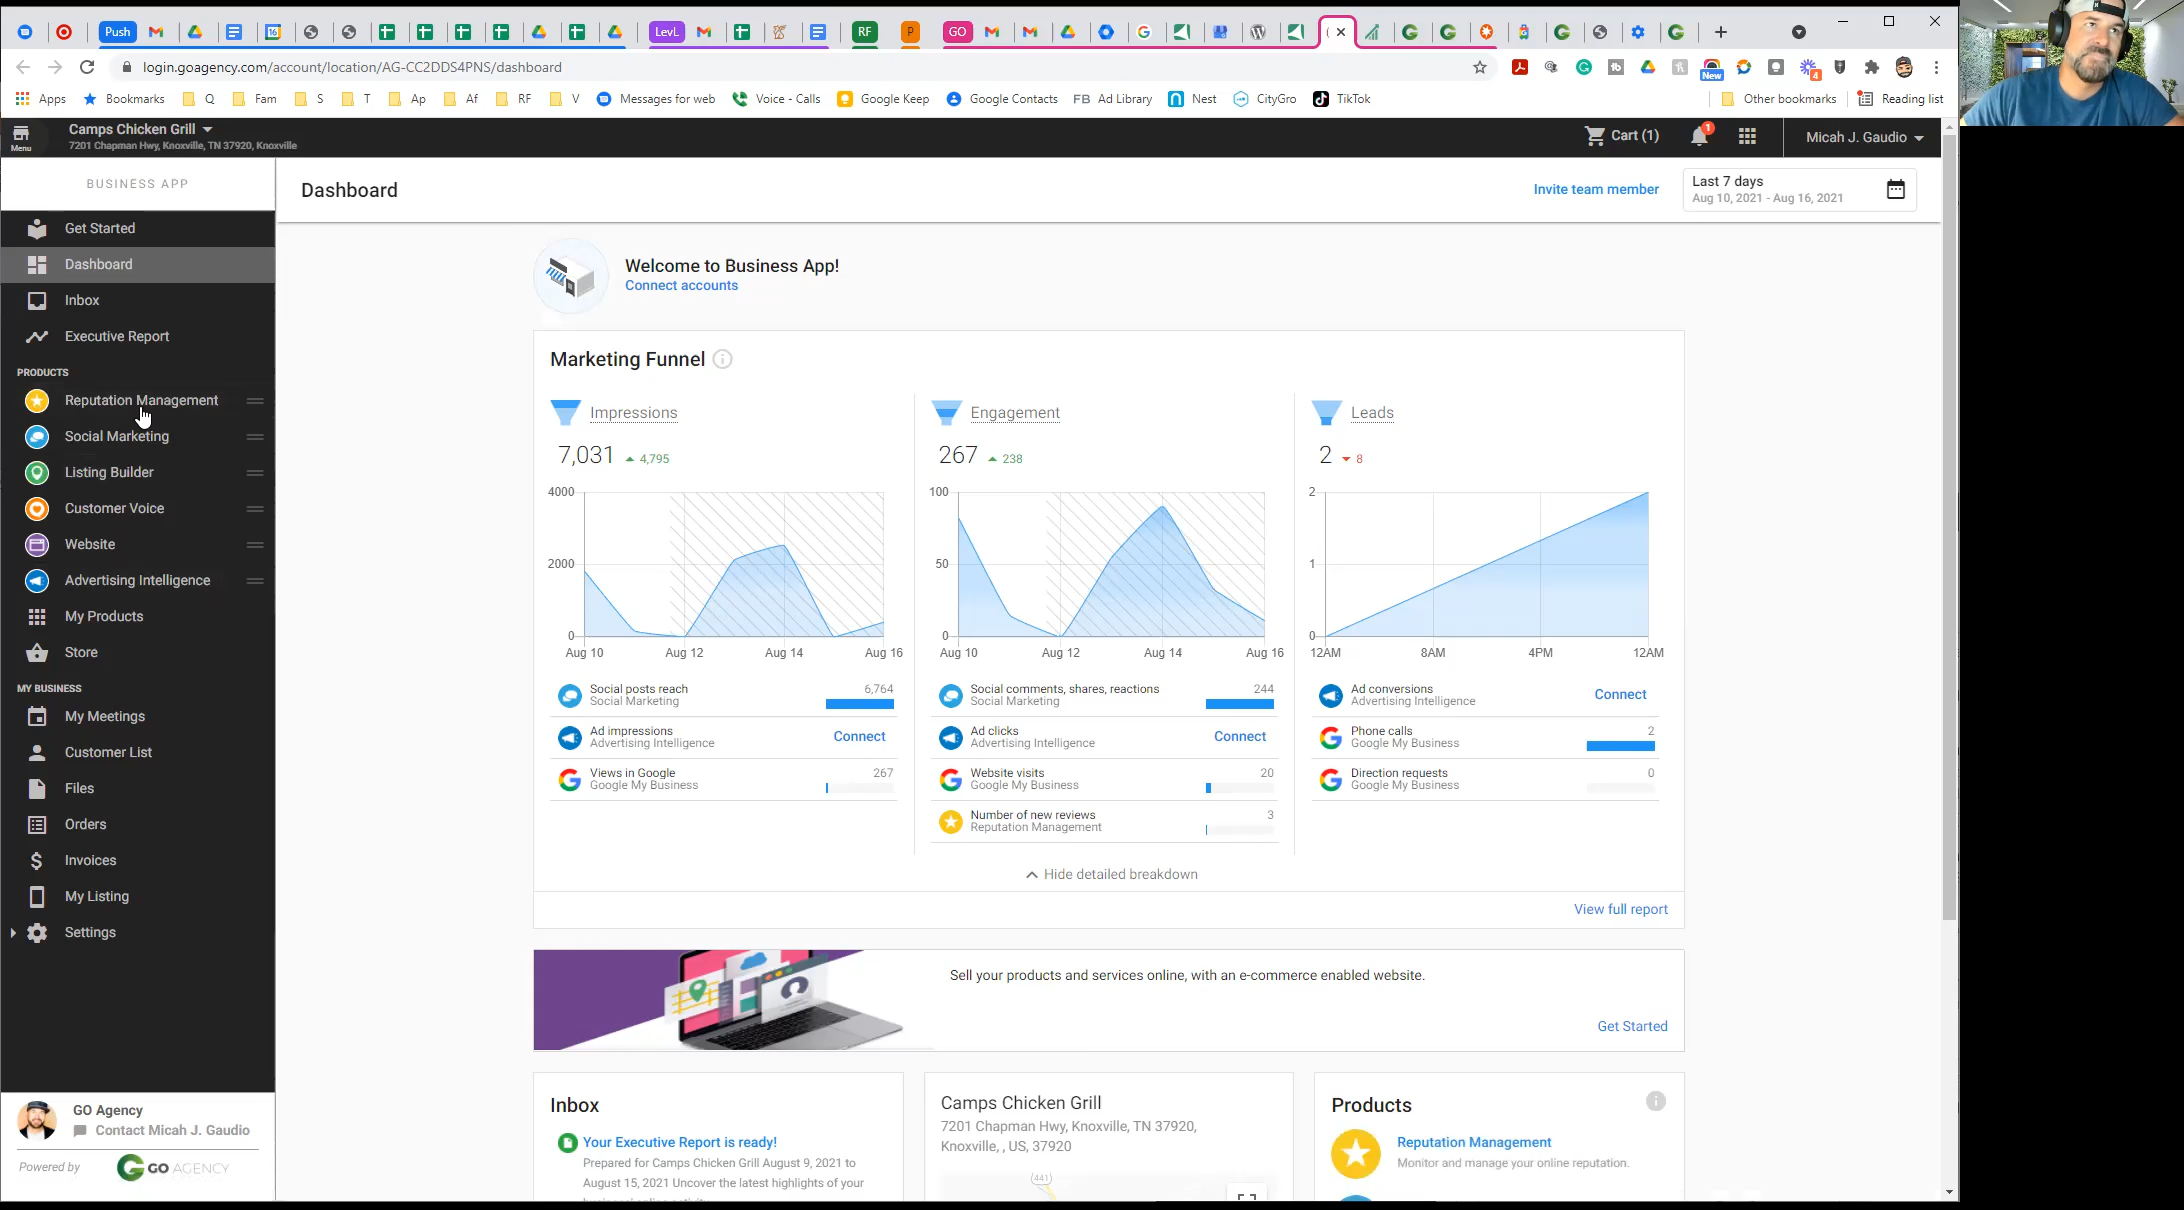 Push
LevL
RF
P
GO
login.goagency.com/account/location/AG-CC2DDS4PNS/dashboard
New
4
Apps
Bookmarks
Q
Fam
S
T
Ap
Af
RF
V
Messages for web
Voice - Calls
Google Keep
Google Contacts
FB Ad Library
Nest
CityGro
TikTok
Other bookmarks
Reading list
Menu
Camps Chicken Grill
7201 Chapman Hwy, Knoxville, TN 37920, Knoxville
Cart (1)
1
Micah J. Gaudio
BUSINESS APP
Get Started
Dashboard
Inbox
Executive Report
PRODUCTS
Reputation Management
Social Marketing
Listing Builder
Customer Voice
Website
Advertising Intelligence
My Products
Store
MY BUSINESS
My Meetings
Customer List
Files
Orders
Invoices
My Listing
Settings
GO Agency
Contact Micah J. Gaudio
Powered by
GO AGENCY
Dashboard
Invite team member
Last 7 days
Aug 10, 2021 - Aug 16, 2021
Welcome to Business App!
Connect accounts
Marketing Funnel
Impressions
7,031 4,795
4000
2000
0
Aug 10 Aug 12 Aug 14 Aug 16
Social posts reach 6,764
Social Marketing
Ad impressions
Advertising Intelligence
Connect
Views in Google 267
Google My Business
Engagement
267 238
100
50
0
Aug 10 Aug 12 Aug 14 Aug 16
Social comments, shares, reactions 244
Social Marketing
Ad clicks
Advertising Intelligence
Connect
Website visits 20
Google My Business
Number of new reviews 3
Reputation Management
Leads
2 8
2
1
0
12AM 8AM 4PM 12AM
Ad conversions
Advertising Intelligence
Connect
Phone calls 2
Google My Business
Direction requests 0
Google My Business
Hide detailed breakdown
View full report
Sell your products and services online, with an e-commerce enabled website.
Get Started
Inbox
Your Executive Report is ready!
Prepared for Camps Chicken Grill August 9, 2021 to
August 15, 2021 Uncover the latest highlights of your
Camps Chicken Grill
7201 Chapman Hwy, Knoxville, TN 37920,
Knoxville, , US, 37920
441
Products
Reputation Management
Monitor and manage your online reputation.